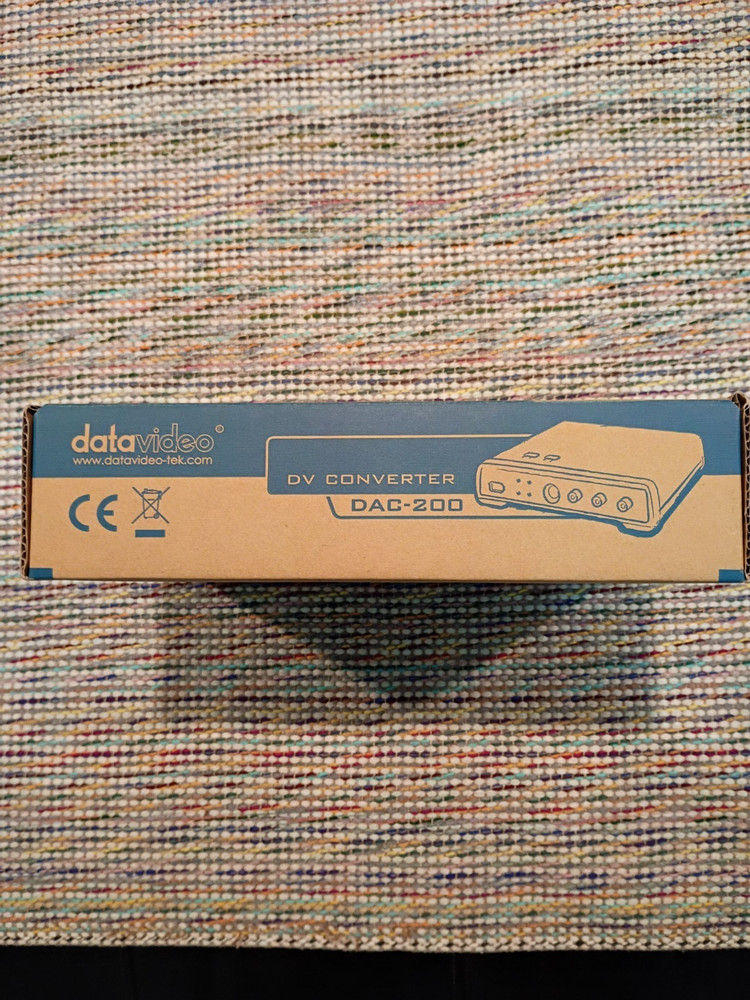 datavideo®
www.datavideo-tek.com
DV CONVERTER
DAC-200
CE